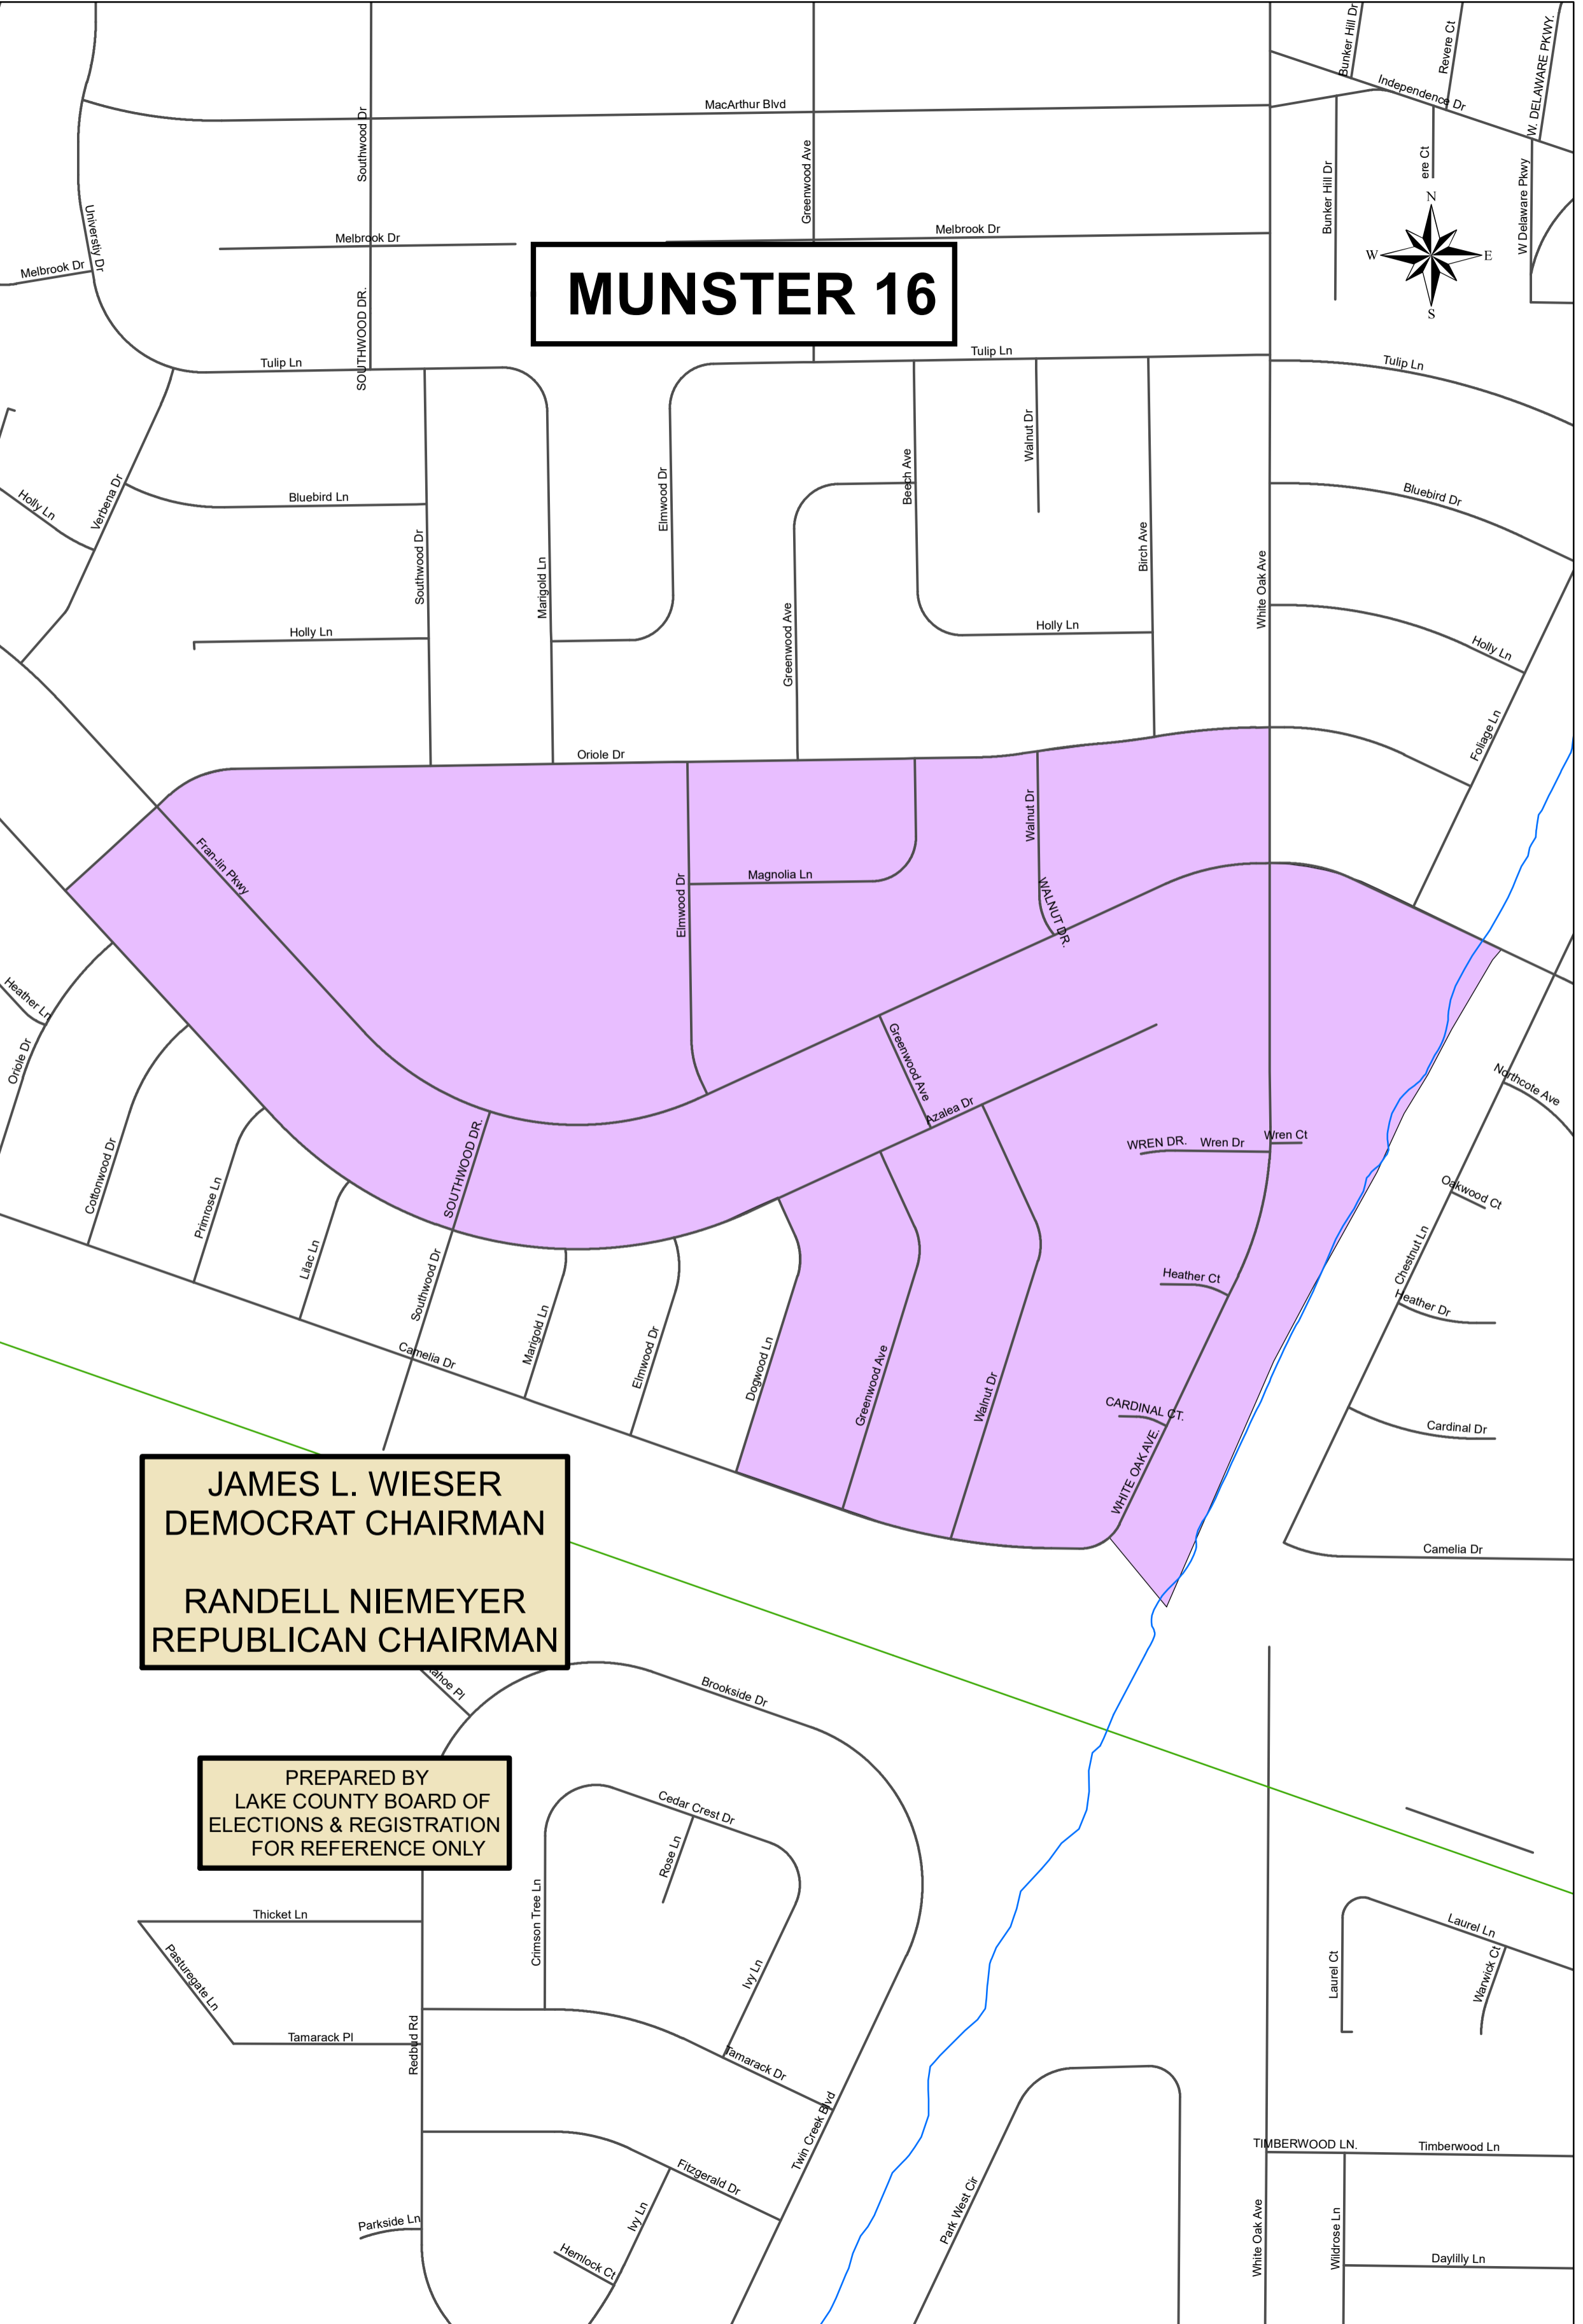 Bunker Hill Dr
Revere Ct
W. DELAWARE PKWY.
Independence Dr
MacArthur Blvd
Southwood Dr
Greenwood Ave
ere Ct
Bunker Hill Dr
W Delaware Pkwy
N
W
E
S
Universtiy Dr
Melbrook Dr
Melbrook Dr
Melbrook Dr
MUNSTER 16
SOUTHWOOD DR.
Tulip Ln
Tulip Ln
Tulip Ln
Walnut Dr
Beech Ave
Elmwood Dr
Verbena Dr
Holly Ln
Bluebird Ln
Bluebird Dr
Southwood Dr
Marigold Ln
Birch Ave
White Oak Ave
Greenwood Ave
Holly Ln
Holly Ln
Holly Ln
Foliage Ln
Oriole Dr
Walnut Dr
Fran-lin Pkwy
Magnolia Ln
Elmwood Dr
WALNUT DR.
Heather Ln
Oriole Dr
Greenwood Ave
Azalea Dr
Northcote Ave
Cottonwood Dr
Primrose Ln
SOUTHWOOD DR.
WREN DR.
Wren Dr
Wren Ct
Oakwood Ct
Lilac Ln
Southwood Dr
Chestnut Ln
Heather Ct
Heather Dr
Marigold Ln
Elmwood Dr
Camelia Dr
Dogwood Ln
Greenwood Ave
Walnut Dr
CARDINAL CT.
Cardinal Dr
WHITE OAK AVE.
Camelia Dr
JAMES L. WIESER
DEMOCRAT CHAIRMAN
RANDELL NIEMEYER
REPUBLICAN CHAIRMAN
ahoe Pl
Brookside Dr
PREPARED BY
LAKE COUNTY BOARD OF
ELECTIONS & REGISTRATION
FOR REFERENCE ONLY
Cedar Crest Dr
Rose Ln
Crimson Tree Ln
Thicket Ln
Pasturegate Ln
Ivy Ln
Laurel Ln
Laurel Ct
Warwick Ct
Tamarack Pl
Redbud Rd
Tamarack Dr
Twin Creek Blvd
TIMBERWOOD LN.
Timberwood Ln
Fitzgerald Dr
Ivy Ln
Parkside Ln
Hemlock Ct
Park West Cir
White Oak Ave
Wildrose Ln
Daylilly Ln